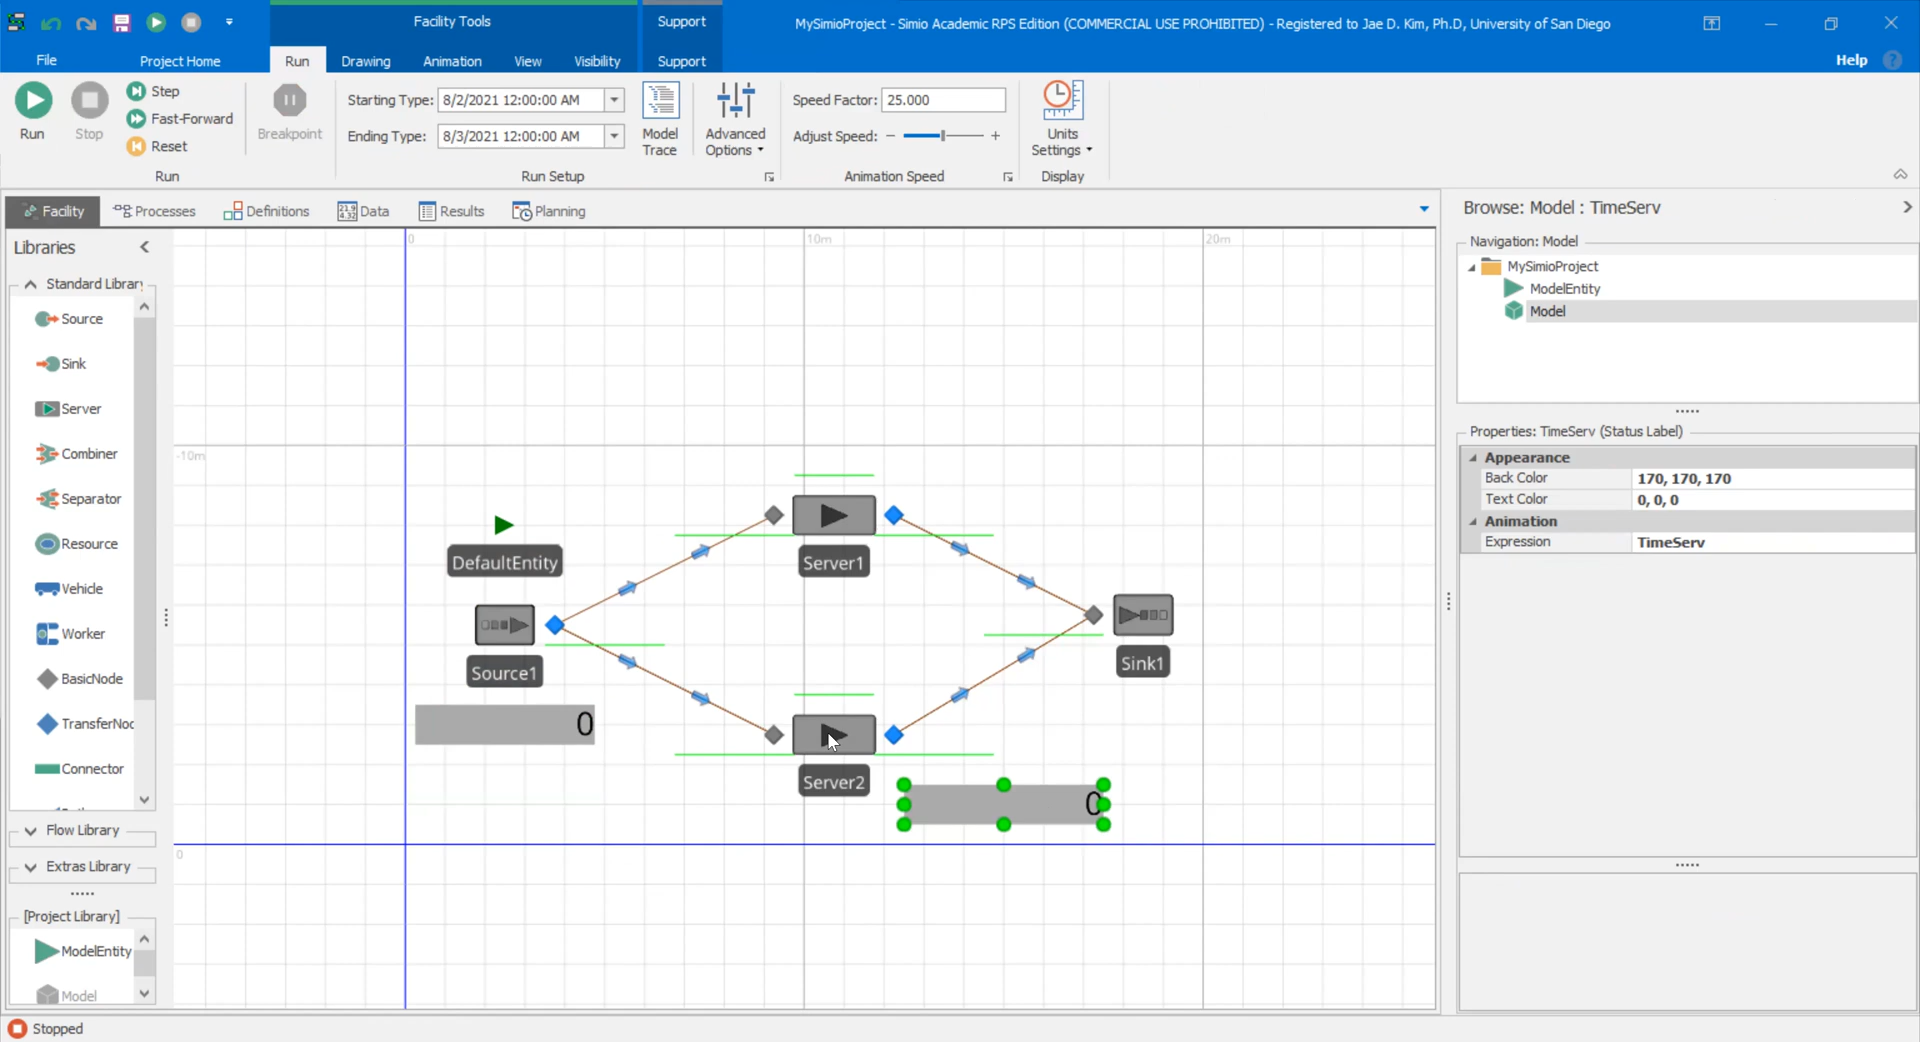 Facility Tools
Support
MySimioProject - Simio Academic RPS Edition (COMMERCIAL USE PROHIBITED) - Registered to Jae D. Kim, Ph.D, University of San Diego
File
Project Home
Run
Drawing
Animation
View
Visibility
Support
Help
Run
Stop
Step
Fast-Forward
Reset
Breakpoint
Run
Starting Type: 8/2/2021 12:00:00 AM
Ending Type: 8/3/2021 12:00:00 AM
Model
Trace
Advanced
Options
Run Setup
Speed Factor: 25.000
Adjust Speed: - +
Animation Speed
Units
Settings
Display
Facility
Processes
Definitions
Data
Results
Planning
Libraries
Standard Library
Source
Sink
Server
Combiner
Separator
Resource
Vehicle
Worker
BasicNode
TransferNod
Connector
Flow Library
Extras Library
[Project Library]
ModelEntity
Model
0
10m
20m
-10m
0
DefaultEntity
Source1
0
Server1
Server2
Sink1
0
Browse: Model : TimeServ
Navigation: Model
MySimioProject
ModelEntity
Model
Properties: TimeServ (Status Label)
Appearance
Back Color 170, 170, 170
Text Color 0, 0, 0
Animation
Expression TimeServ
Stopped